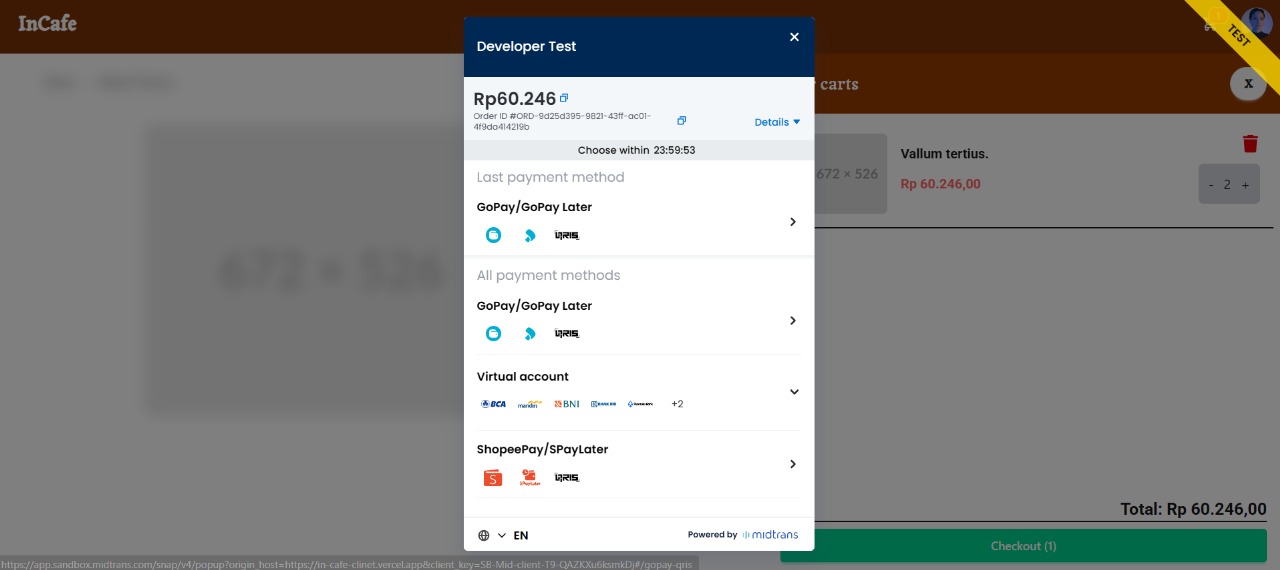 InCafe
TEST
Developer Test
carts
X
Rp60.246
Order ID #ORD-9d25d395-9821-43ff-ac01-
4f9da414219b
Details
Choose within 23:59:53
672 × 526
Vallum tertius.
Rp 60.246,00
- 2 +
Last payment method
GoPay/GoPay Later
QRIS
672 × 526
All payment methods
GoPay/GoPay Later
QRIS
Virtual account
BCA mandiri BNI +2
ShopeePay/SPayLater
S SPayLater QRIS
EN
Powered by midtrans
Total: Rp 60.246,00
Checkout (1)
https://app.sandbox.midtrans.com/snap/v4/popup?origin_host=https://in-cafe-clinet.vercel.app&client_key=SB-Mid-client-T9-QAZKXu6ksmkDj#/gopay-qris